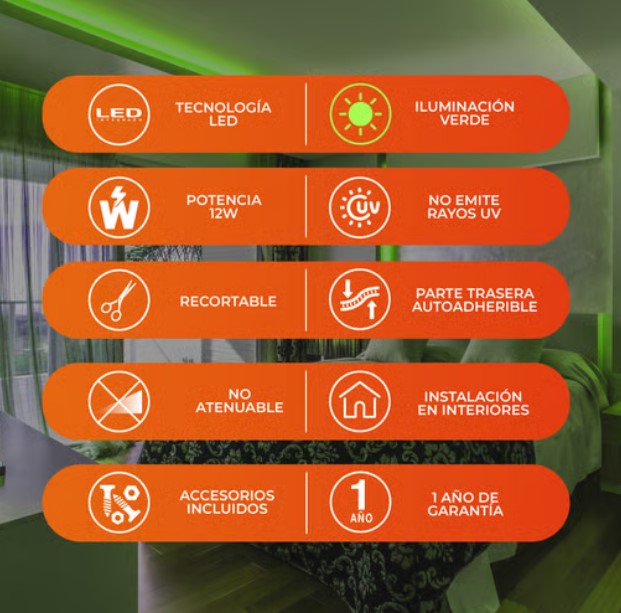 LED
INTEGRADO
TECNOLOGÍA
LED
ILUMINACIÓN
VERDE
W
POTENCIA
12W
UV
NO EMITE
RAYOS UV
RECORTABLE
PARTE TRASERA
AUTOADHERIBLE
NO
ATENUABLE
INSTALACIÓN
EN INTERIORES
ACCESORIOS
INCLUIDOS
1
AÑO
1 AÑO DE
GARANTÍA